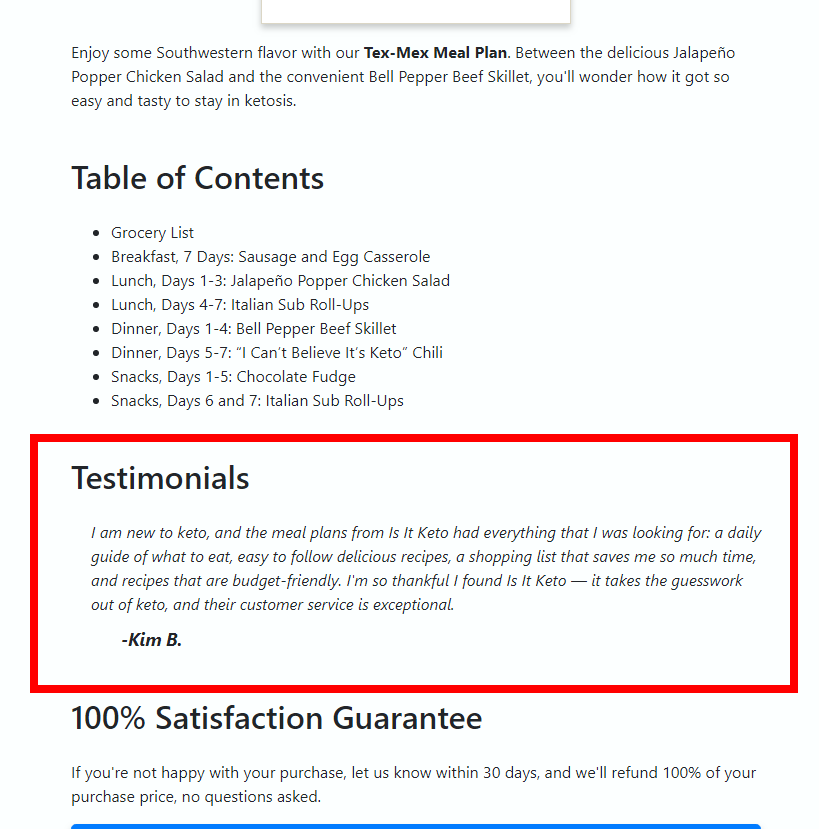 Enjoy some Southwestern flavor with our Tex-Mex Meal Plan. Between the delicious Jalapeño
Popper Chicken Salad and the convenient Bell Pepper Beef Skillet, you'll wonder how it got so
easy and tasty to stay in ketosis.
Table of Contents
• Grocery List
• Breakfast, 7 Days: Sausage and Egg Casserole
• Lunch, Days 1-3: Jalapeño Popper Chicken Salad
• Lunch, Days 4-7: Italian Sub Roll-Ups
• Dinner, Days 1-4: Bell Pepper Beef Skillet
• Dinner, Days 5-7: “I Can’t Believe It’s Keto” Chili
• Snacks, Days 1-5: Chocolate Fudge
• Snacks, Days 6 and 7: Italian Sub Roll-Ups
Testimonials
I am new to keto, and the meal plans from Is It Keto had everything that I was looking for: a daily
guide of what to eat, easy to follow delicious recipes, a shopping list that saves me so much time,
and recipes that are budget-friendly. I'm so thankful I found Is It Keto — it takes the guesswork
out of keto, and their customer service is exceptional.
-Kim B.
100% Satisfaction Guarantee
If you're not happy with your purchase, let us know within 30 days, and we'll refund 100% of your
purchase price, no questions asked.